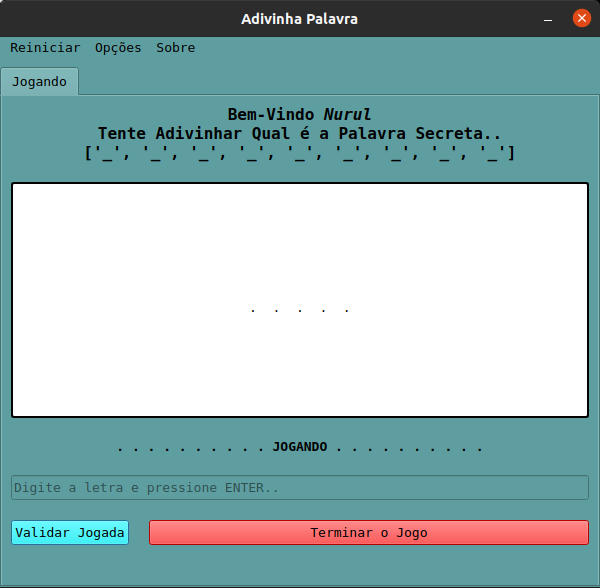 Adivinha Palavra
Reiniciar Opções Sobre
Jogando
Bem-Vindo Nurul
Tente Adivinhar Qual é a Palavra Secreta..
['_', '_', '_', '_', '_', '_', '_', '_', '_']
. . . . .
. . . . . . . . . . JOGANDO . . . . . . . . . .
Digite a letra e pressione ENTER..
Validar Jogada Terminar o Jogo